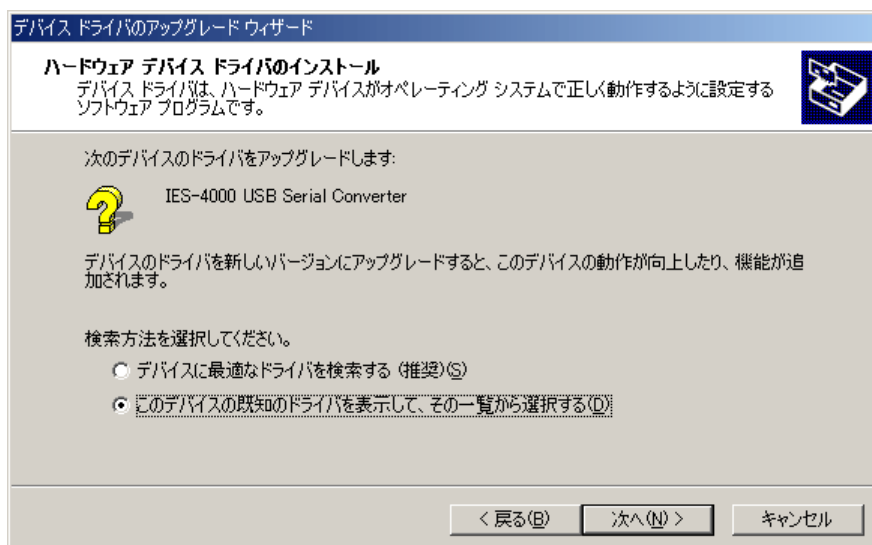 デバイス ドライバのアップグレード ウィザード
ハードウェア デバイス ドライバのインストール
デバイス ドライバは、ハードウェア デバイスがオペレーティング システムで正しく動作するように設定する
ソフトウェア プログラムです。
次のデバイスのドライバをアップグレードします:
IES-4000 USB Serial Converter
デバイスのドライバを新しいバージョンにアップグレードすると、このデバイスの動作が向上したり、機能が追
加されます。
検索方法を選択してください。
デバイスに最適なドライバを検索する (推奨)(S)
このデバイスの既知のドライバを表示して、その一覧から選択する(D)
< 戻る(B) 次へ(N) > キャンセル